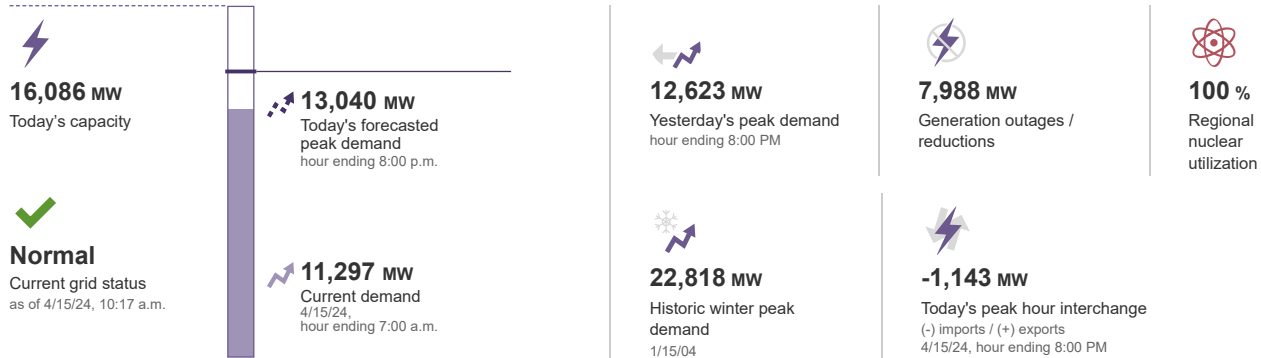 16,086 MW
Today's capacity
Normal
Current grid status
as of 4/15/24, 10:17 a.m.
13,040 MW
Today's forecasted
peak demand
hour ending 8:00 p.m.
11,297 MW
Current demand
4/15/24,
hour ending 7:00 a.m.
12,623 MW
Yesterday's peak demand
hour ending 8:00 PM
7,988 MW
Generation outages /
reductions
100 %
Regional
nuclear
utilization
22,818 MW
Historic winter peak
demand
1/15/04
-1,143 MW
Today's peak hour interchange
(-) imports / (+) exports
4/15/24, hour ending 8:00 PM